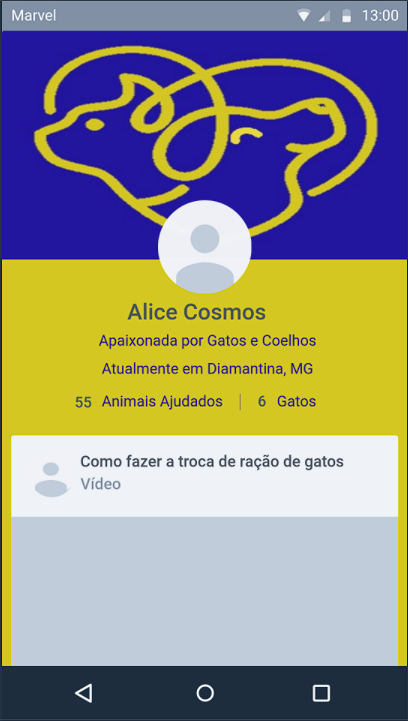 Marvel 13:00
Alice Cosmos
Apaixonada por Gatos e Coelhos
Atualmente em Diamantina, MG
55 Animais Ajudados | 6 Gatos
Como fazer a troca de ração de gatos
Vídeo